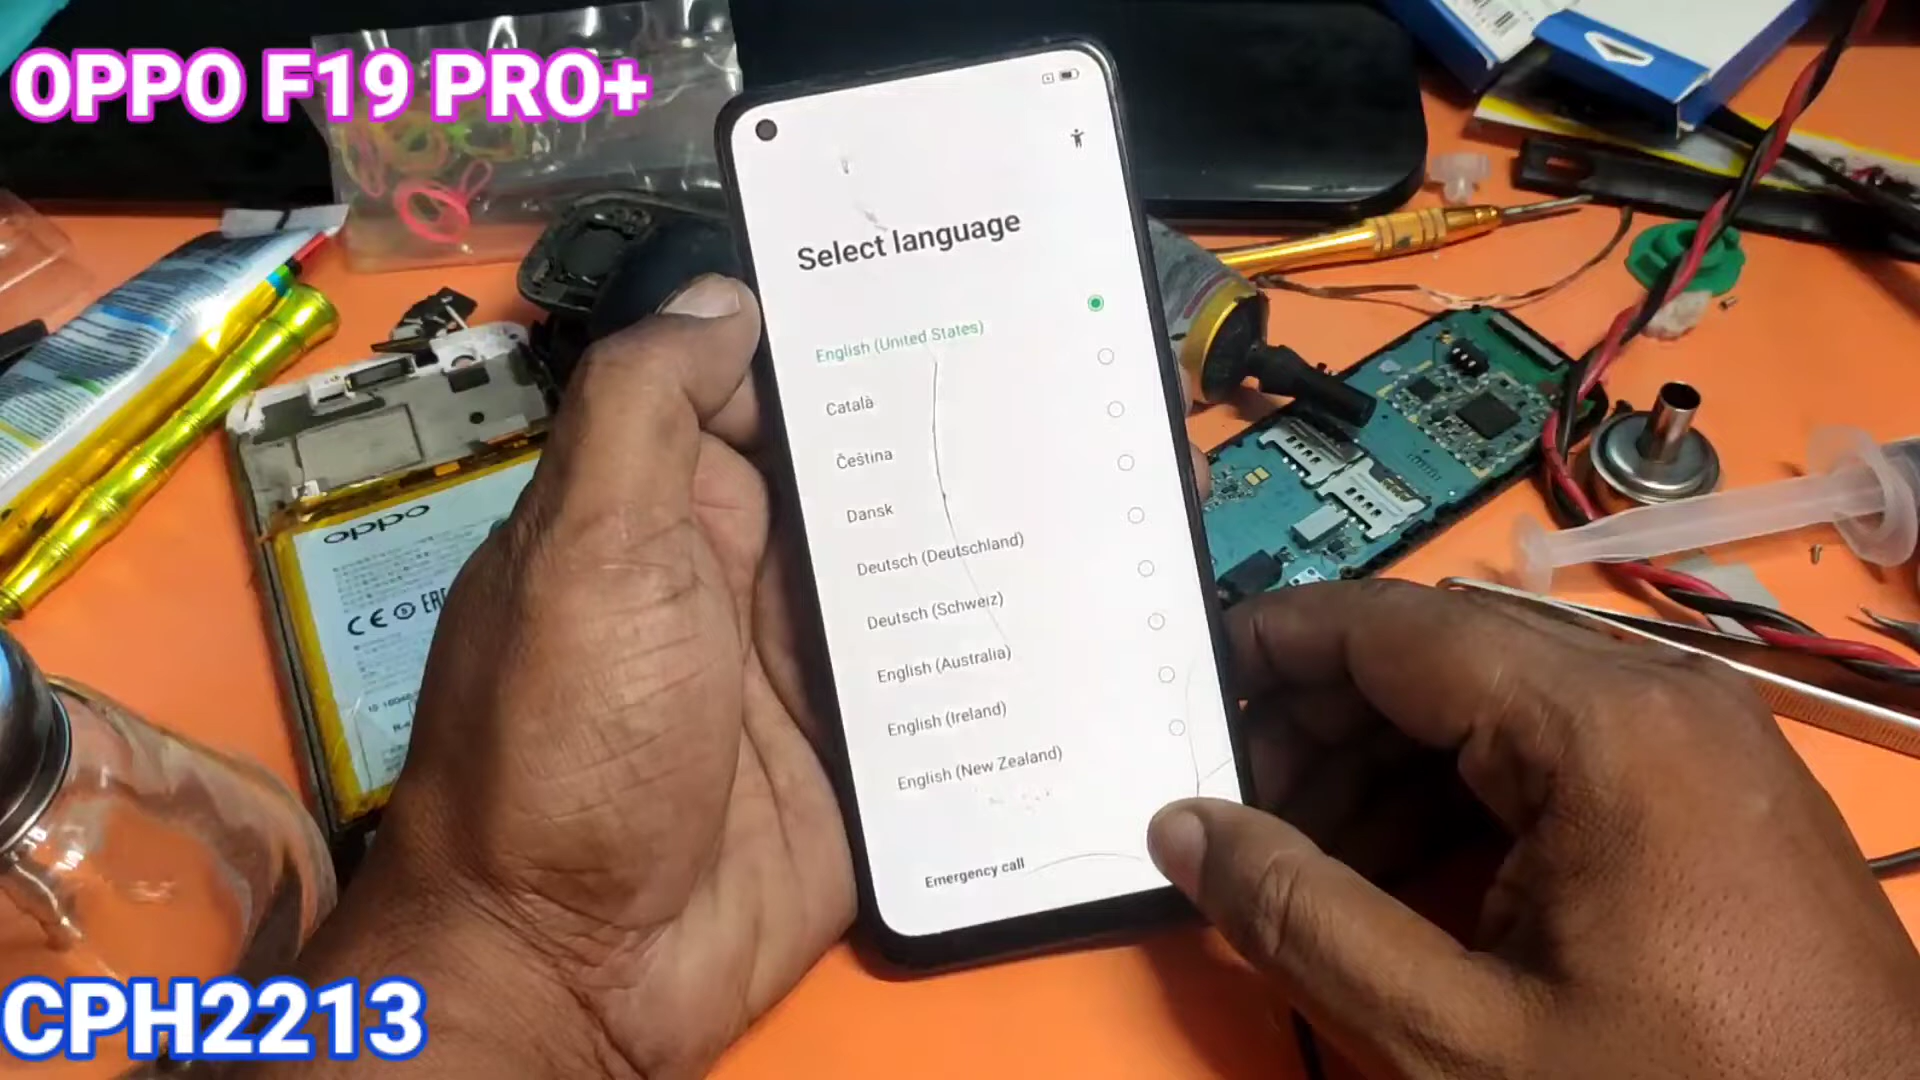 OPPO F19 PRO+
Select language
English (United States)
Català
Čeština
Dansk
Deutsch (Deutschland)
Deutsch (Schweiz)
English (Australia)
English (Ireland)
English (New Zealand)
Emergency call
oppo
CPH2213